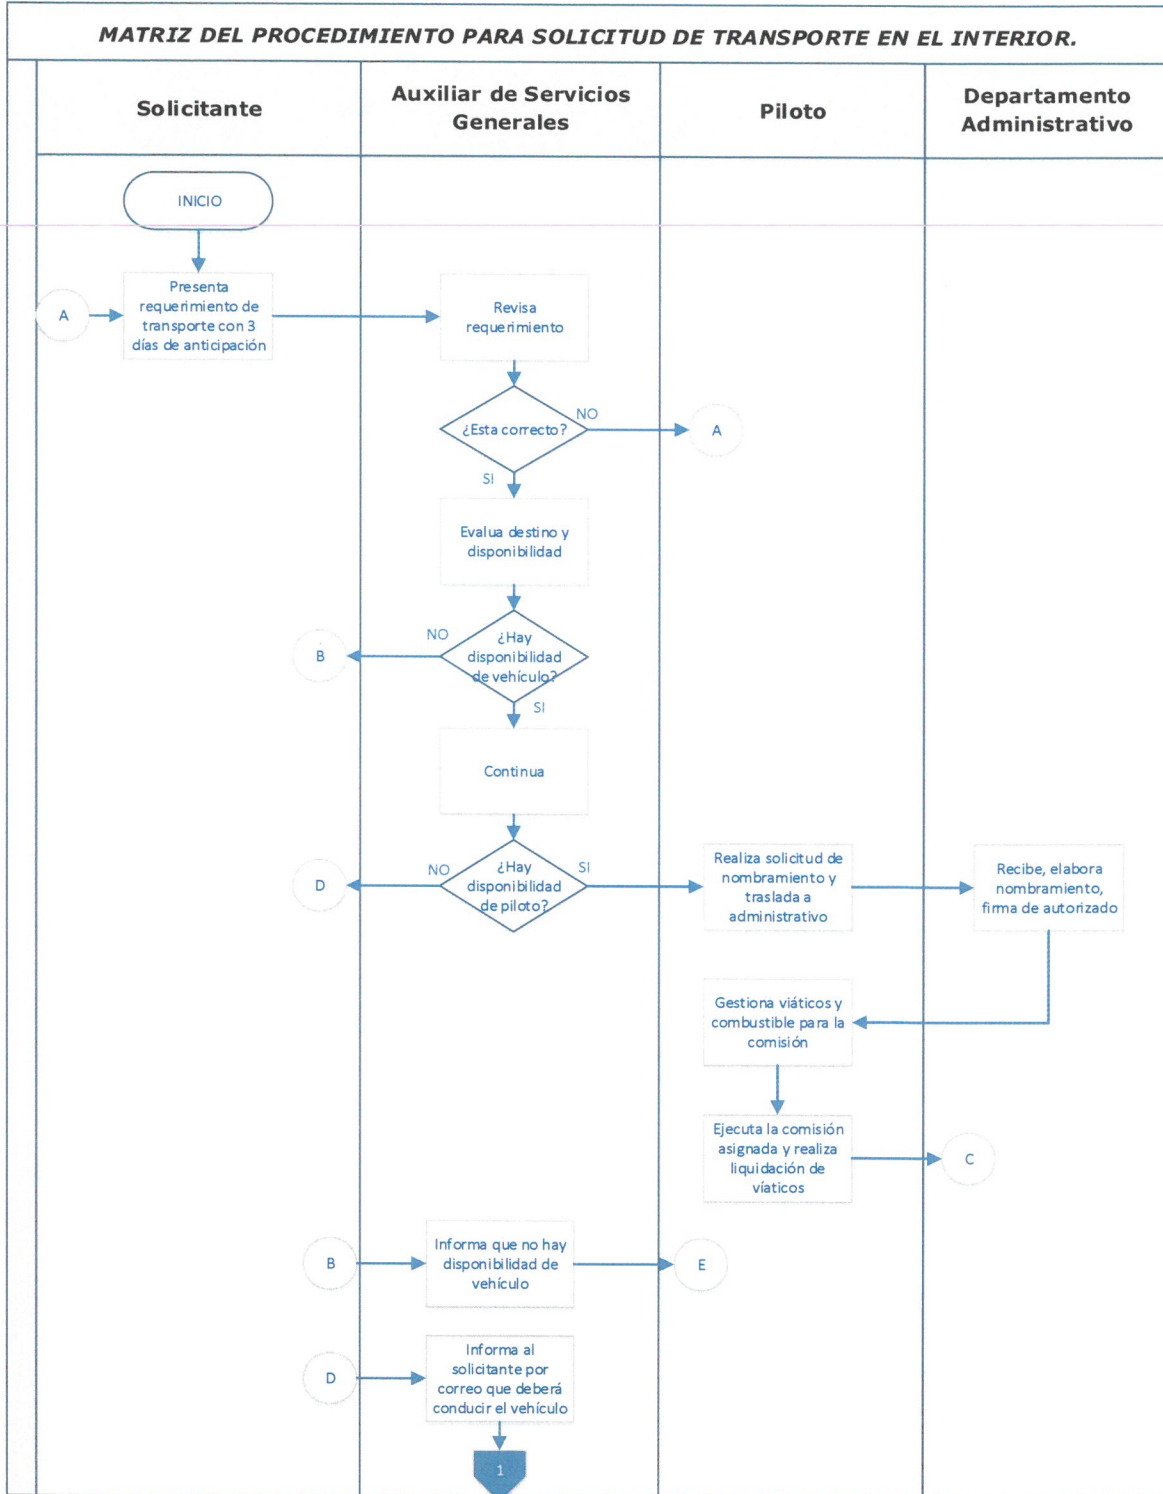 MATRIZ DEL PROCEDIMIENTO PARA SOLICITUD DE TRANSPORTE EN EL INTERIOR.
Solicitante
Auxiliar de Servicios
Generales
Piloto
Departamento
Administrativo
INICIO
A
Presenta
requerimiento de
transporte con 3
días de anticipación
Revisa
requerimiento
¿Esta correcto?
NO
A
SI
Evalua destino y
disponibilidad
¿Hay
disponibilidad
de vehículo?
NO
B
SI
Continua
¿Hay
disponibilidad
de piloto?
NO
D
SI
Realiza solicitud de
nombramiento y
traslada a
administrativo
Recibe, elabora
nombramiento,
firma de autorizado
Gestiona viáticos y
combustible para la
comisión
Ejecuta la comisión
asignada y realiza
liquidación de
víaticos
C
B
Informa que no hay
disponibilidad de
vehículo
E
D
Informa al
solicitante por
correo que deberá
conducir el vehículo
1